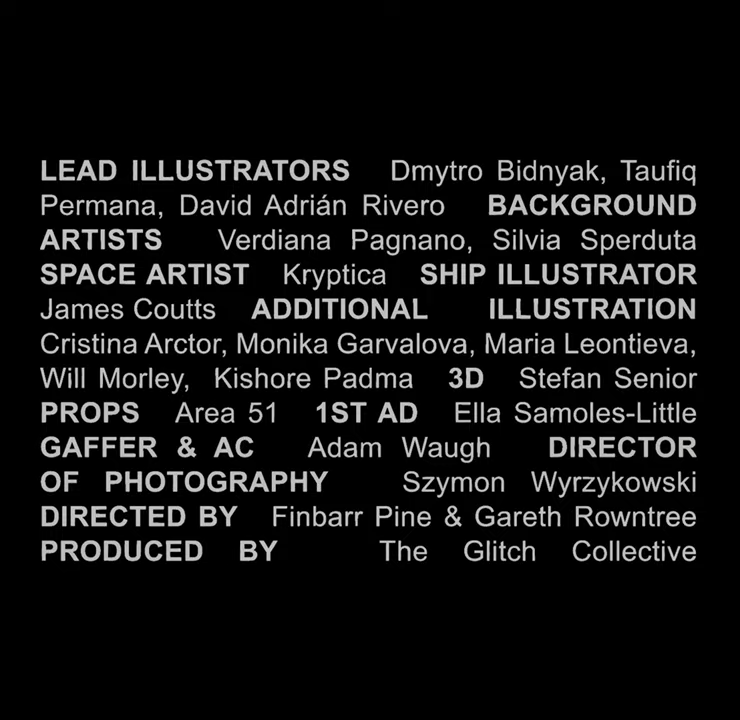 LEAD ILLUSTRATORS Dmytro Bidnyak, Taufiq
Permana, David Adrián Rivero BACKGROUND
ARTISTS Verdiana Pagnano, Silvia Sperduta
SPACE ARTIST Kryptica SHIP ILLUSTRATOR
James Coutts ADDITIONAL ILLUSTRATION
Cristina Arctor, Monika Garvalova, Maria Leontieva,
Will Morley, Kishore Padma 3D Stefan Senior
PROPS Area 51 1ST AD Ella Samoles-Little
GAFFER & AC Adam Waugh DIRECTOR
OF PHOTOGRAPHY Szymon Wyrzykowski
DIRECTED BY Finbarr Pine & Gareth Rowntree
PRODUCED BY The Glitch Collective